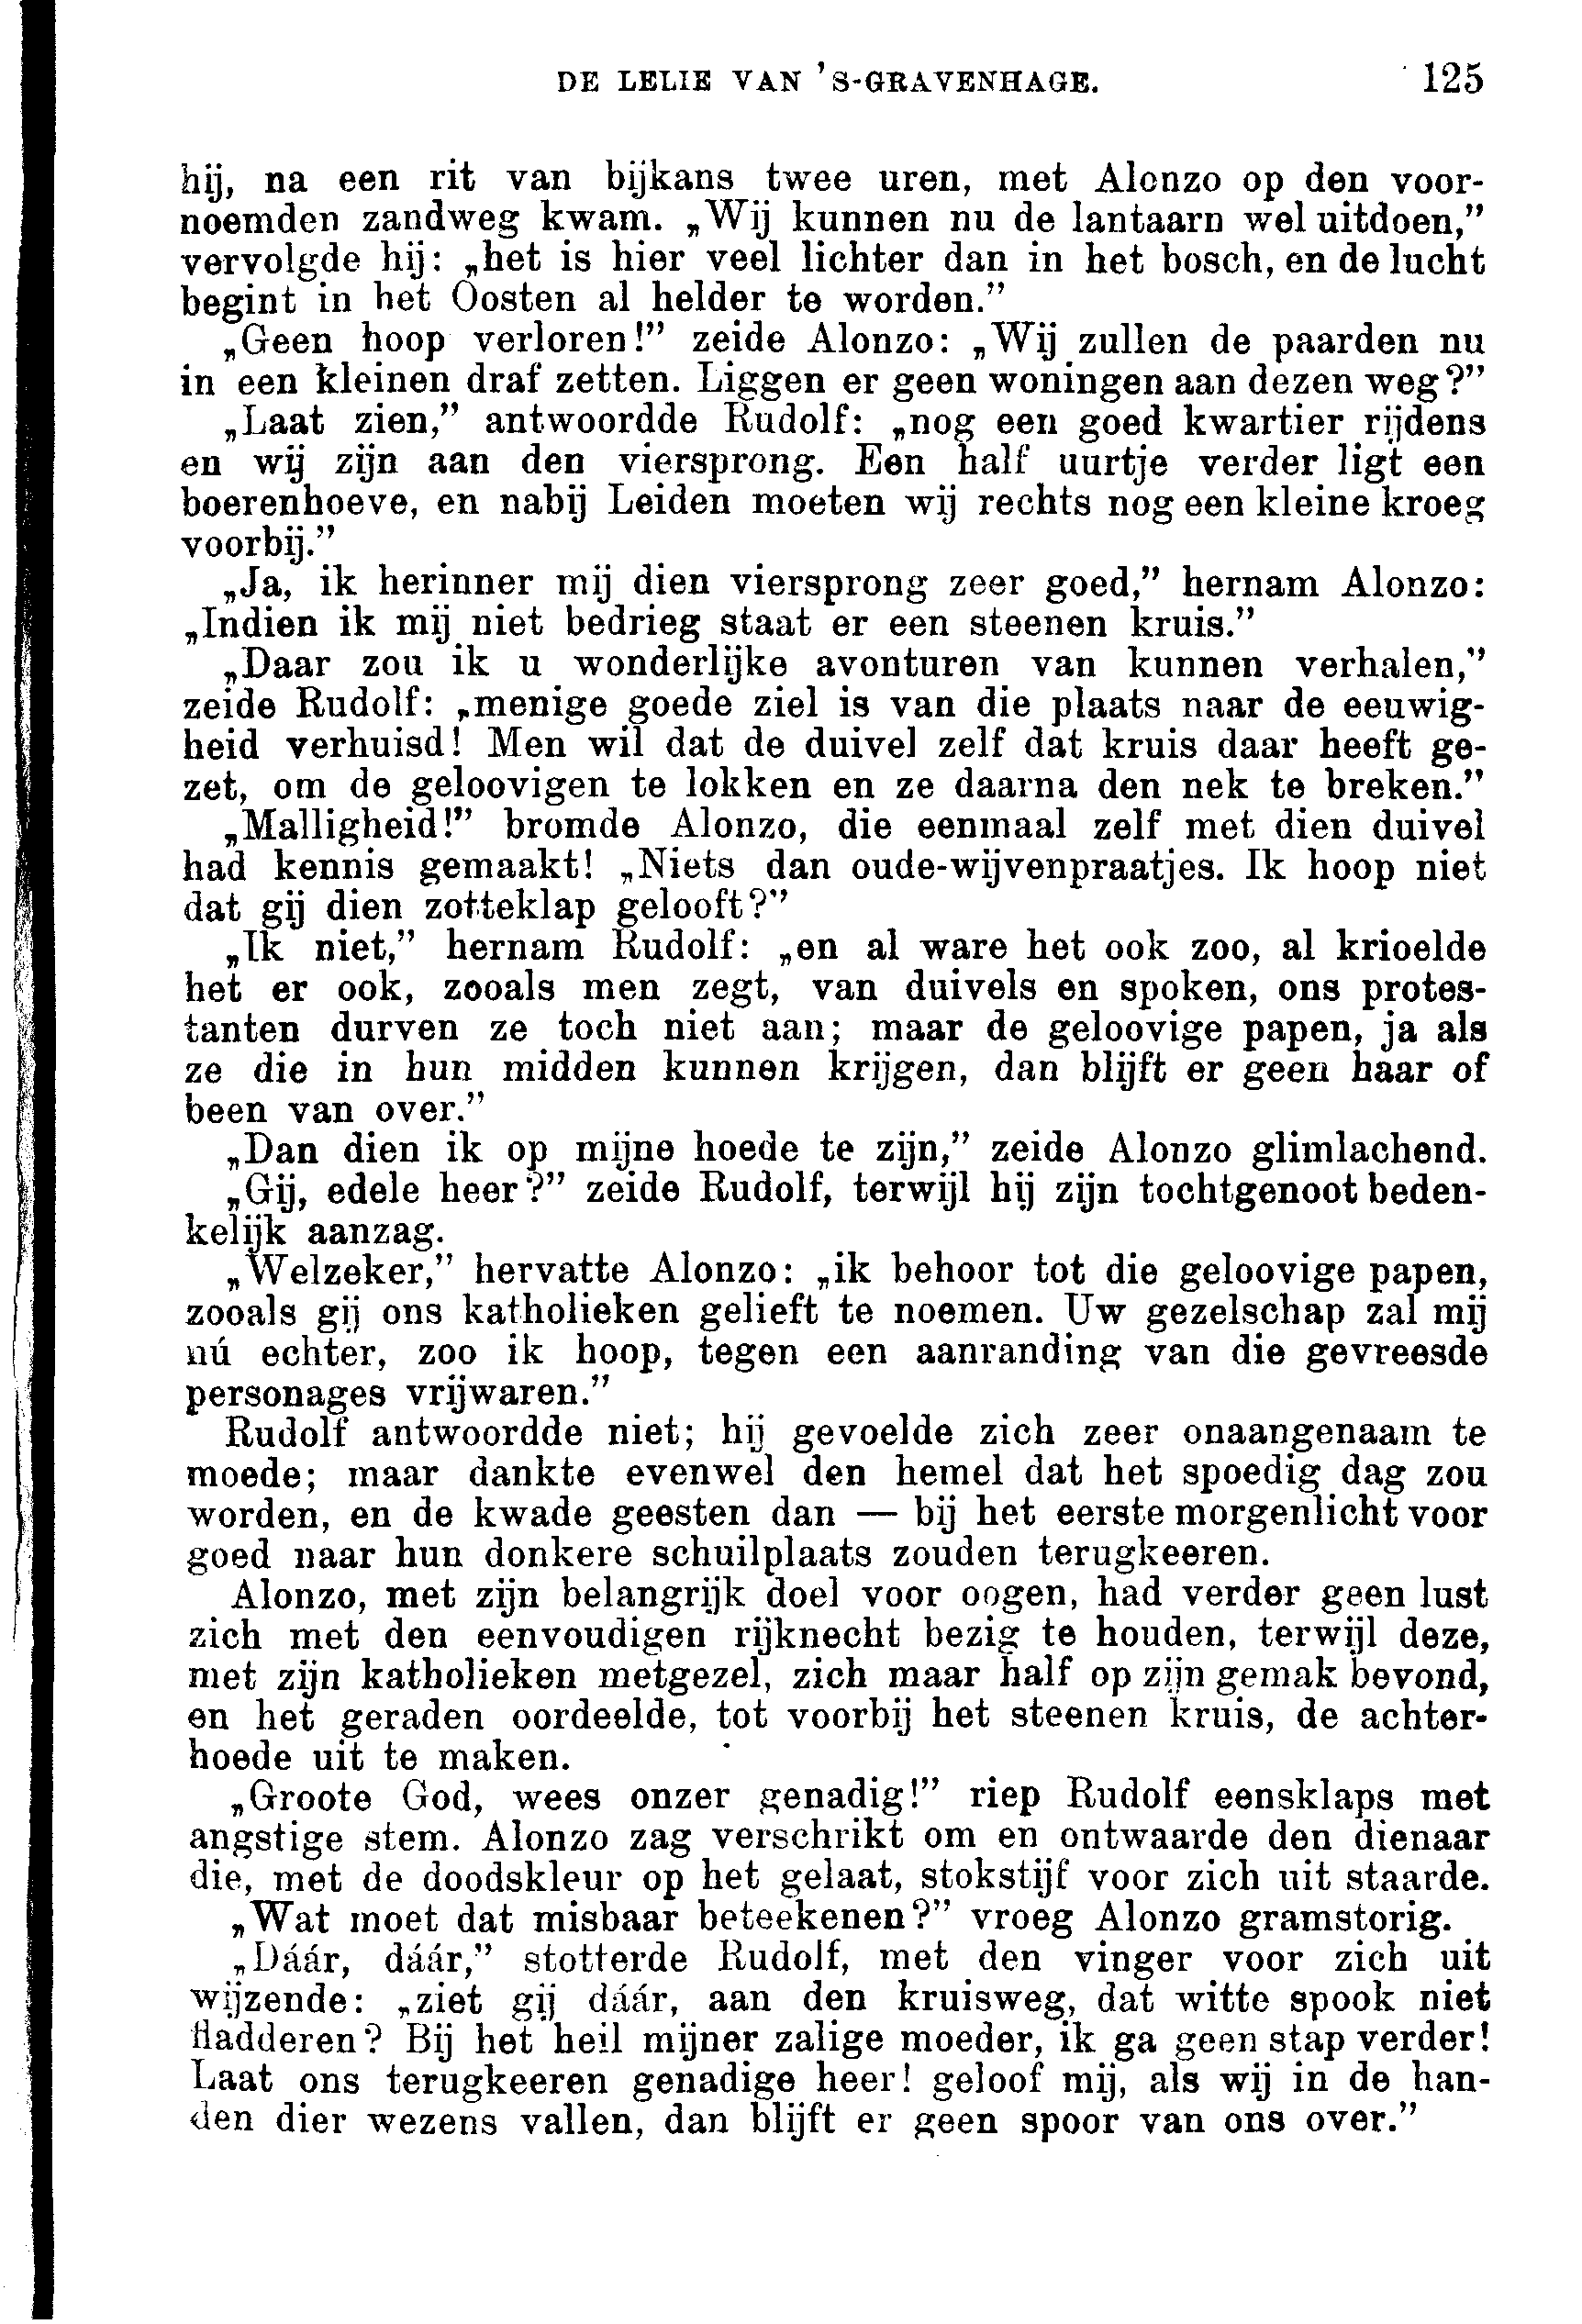 DE LELIE VAN 'S-GRAVENHAGE. 125
hij, na een rit van bijkans twee uren, met Alonzo op den voor-
noemden zandweg kwam. „Wij kunnen nu de lantaarn wel uitdoen,”
vervolgde hij: „het is hier veel lichter dan in het bosch, en de lucht
begint in het Oosten al helder te worden.”
„Geen hoop verloren!” zeide Alonzo: „Wij zullen de paarden nu
in een kleinen draf zetten. Liggen er geen woningen aan dezen weg?”
„Laat zien,” antwoordde Rudolf: „nog een goed kwartier rijdens
en wij zijn aan den viersprong. Een half uurtje verder ligt een
boerenhoeve, en nabij Leiden moeten wij rechts nog een kleine kroeg
voorbij.”
„Ja, ik herinner mij dien viersprong zeer goed,” hernam Alonzo:
„Indien ik mij niet bedrieg staat er een steenen kruis.”
„Daar zou ik u wonderlijke avonturen van kunnen verhalen,”
zeide Rudolf: „menige goede ziel is van die plaats naar de eeuwig-
heid verhuisd! Men wil dat de duivel zelf dat kruis daar heeft ge-
zet, om de geloovigen te lokken en ze daarna den nek te breken.”
„Malligheid!” bromde Alonzo, die eenmaal zelf met dien duivel
had kennis gemaakt! „Niets dan oude-wijvenpraatjes. Ik hoop niet
dat gij dien zotteklap gelooft?”
„Ik niet,” hernam Rudolf: „en al ware het ook zoo, al krioelde
het er ook, zooals men zegt, van duivels en spoken, ons protes-
tanten durven ze toch niet aan; maar de geloovige papen, ja als
ze die in hun midden kunnen krijgen, dan blijft er geen haar of
been van over.”
„Dan dien ik op mijne hoede te zijn,” zeide Alonzo glimlachend.
„Gij, edele heer?” zeide Rudolf, terwijl hij zijn tochtgenoot beden-
kelijk aanzag.
„Welzeker,” hervatte Alonzo: „ik behoor tot die geloovige papen,
zooals gij ons katholieken gelieft te noemen. Uw gezelschap zal mij
nú echter, zoo ik hoop, tegen een aanranding van die gevreesde
personages vrijwaren.”
Rudolf antwoordde niet; hij gevoelde zich zeer onaangenaam te
moede; maar dankte evenwel den hemel dat het spoedig dag zou
worden, en de kwade geesten dan — bij het eerste morgenlicht voor
goed naar hun donkere schuilplaats zouden terugkeeren.
Alonzo, met zijn belangrijk doel voor oogen, had verder geen lust
zich met den eenvoudigen rijknecht bezig te houden, terwijl deze,
met zijn katholieken metgezel, zich maar half op zijn gemak bevond,
en het geraden oordeelde, tot voorbij het steenen kruis, de achter-
hoede uit te maken.
„Groote God, wees onzer genadig!” riep Rudolf eensklaps met
angstige stem. Alonzo zag verschrikt om en ontwaarde den dienaar
die, met de doodskleur op het gelaat, stokstijf voor zich uit staarde.
„Wat moet dat misbaar beteekenen?” vroeg Alonzo gramstorig.
„Dáár, dáár,” stotterde Rudolf, met den vinger voor zich uit
wijzende: „ziet gij dáár, aan den kruisweg, dat witte spook niet
fladderen? Bij het heil mijner zalige moeder, ik ga geen stap verder!
Laat ons terugkeeren genadige heer! geloof mij, als wij in de han-
den dier wezens vallen, dan blijft er geen spoor van ons over.”